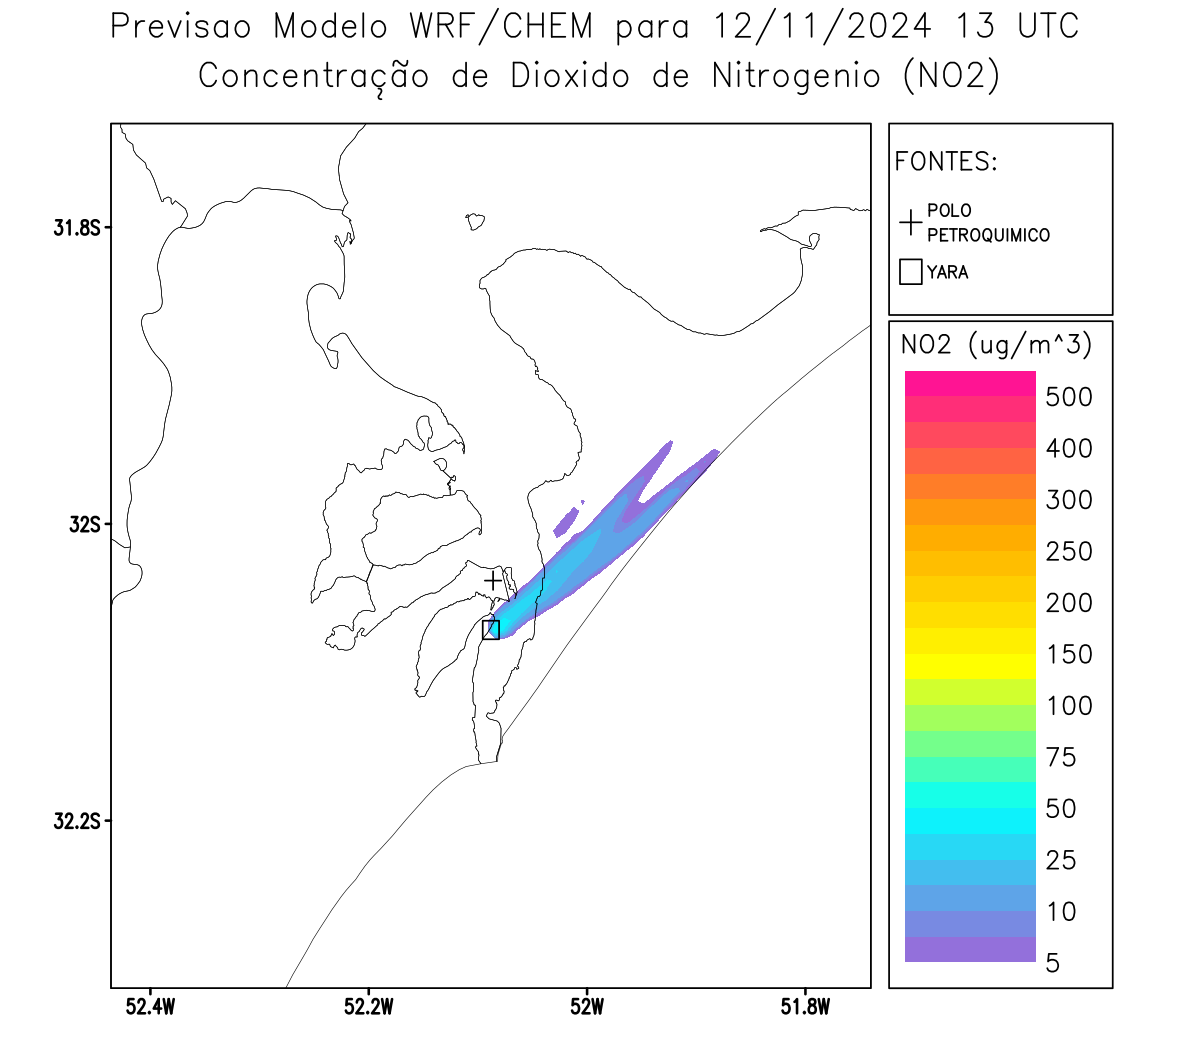 Previsao Modelo WRF/CHEM para 12/11/2024 13 UTC
Concentração de Dioxido de Nitrogenio (NO2)
FONTES:
POLO
PETROQUIMICO
YARA
NO2 (ug/m^3)
500
400
300
250
200
150
100
75
50
25
10
5
31.8S
32S
32.2S
52.4W
52.2W
52W
51.8W